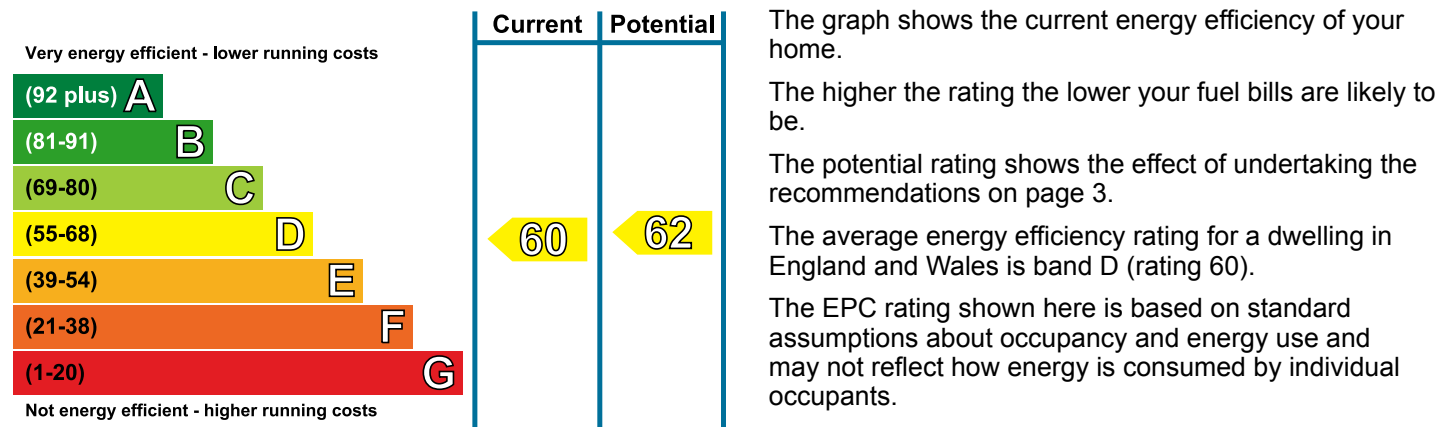 Current Potential
Very energy efficient - lower running costs
(92 plus) A
(81-91) B
(69-80) C
(55-68) D
(39-54) E
(21-38) F
(1-20) G
Not energy efficient - higher running costs
60 62
The graph shows the current energy efficiency of your
home.
The higher the rating the lower your fuel bills are likely to
be.
The potential rating shows the effect of undertaking the
recommendations on page 3.
The average energy efficiency rating for a dwelling in
England and Wales is band D (rating 60).
The EPC rating shown here is based on standard
assumptions about occupancy and energy use and
may not reflect how energy is consumed by individual
occupants.